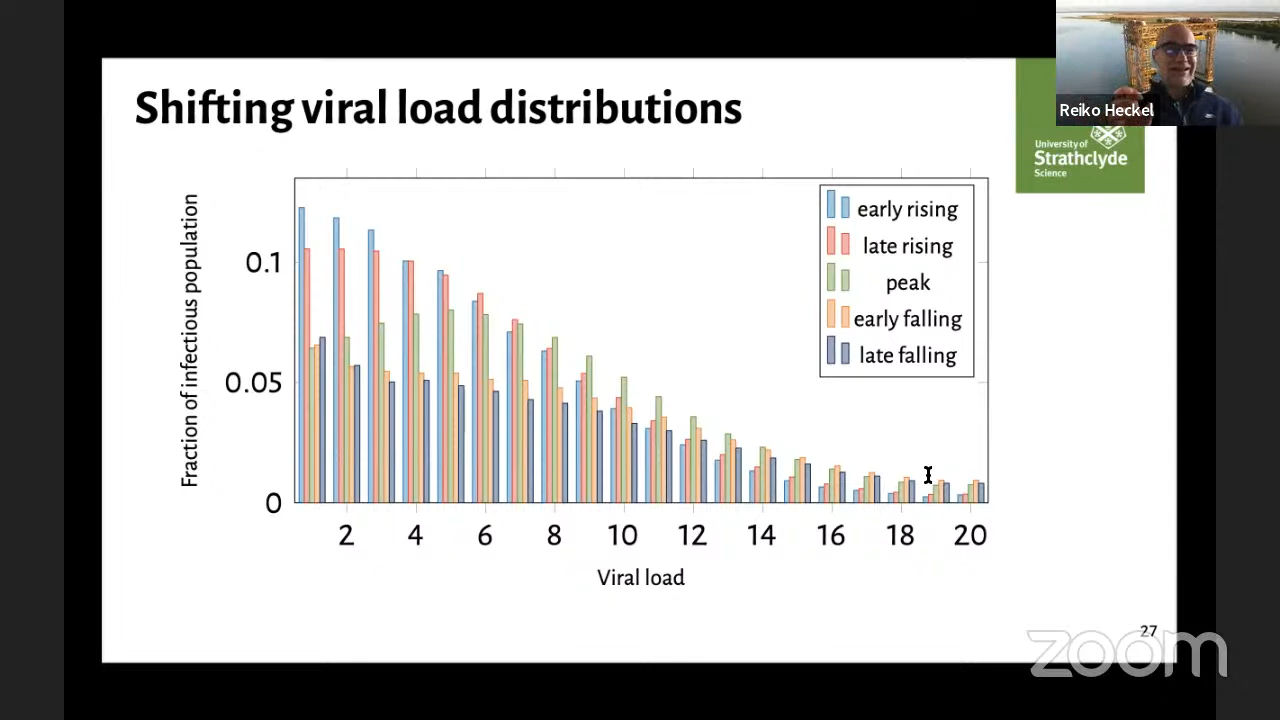 Shifting viral load distributions
Reiko Heckel
University of
Strathclyde
Science
Fraction of infectious population
0.1
0.05
0
early rising
late rising
peak
early falling
late falling
2 4 6 8 10 12 14 16 18 20
Viral load
27
zoom